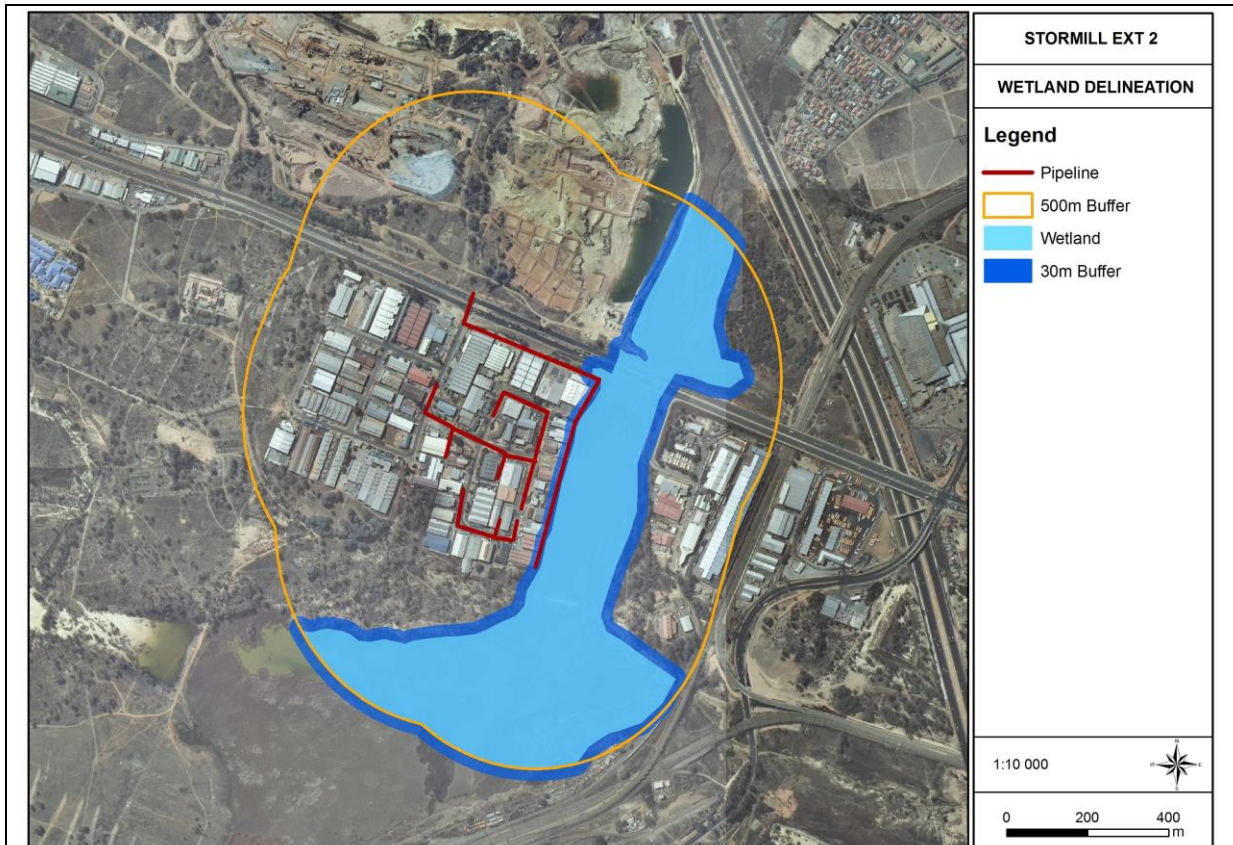 STORMILL EXT 2
WETLAND DELINEATION
Legend
Pipeline
500m Buffer
Wetland
30m Buffer
1:10 000
N
W E
S
0 200 400
m